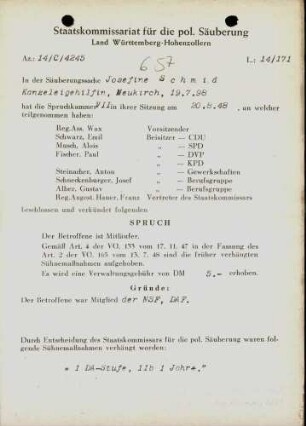 Staatskommissariat für die pol. Säuberung
Land Württemberg-Hohenzollern
657
Az.: 14/C/4245 L.: 14/171
In der Säuberungssache Josefine Schmid
Kanzleigehilfin, Neukirch, 19.7.98
hat die Spruchkammer VII in ihrer Sitzung am 20.8.48, an welcher
teilgenommen haben:
Reg.Ass. Wax Vorsitzender
Schwarz, Emil Beisitzer — CDU
Musch, Alois „ — SPD
Fischer, Paul „ — DVP
„ — KPD
Steinacher, Anton „ — Gewerkschaften
Schneckenburger, Josef „ — Berufsgruppe
Albez, Gustav „ — Berufsgruppe
Reg.Angest. Hauer, Franz Vertreter des Staatskommissars
beschlossen und verkündet folgenden
SPRUCH
Der Betroffene ist Mitläufer.
Gemäß Art. 4 der VO. 133 vom 17. 11. 47 in der Fassung des
Art. 2 der VO. 165 vom 13. 7. 48 sind die früher verhängten
Sühnemaßnahmen aufgehoben.
Es wird eine Verwaltungsgebühr von DM 5.- erhoben.
Gründe:
Der Betroffene war Mitglied der NSF, DAF.
Durch Entscheidung des Staatskommissars für die pol. Säuberung waren fol-
gende Sühnemaßnahmen verhängt worden:
" 1 DA-Stufe, IIb 1 Jahr."